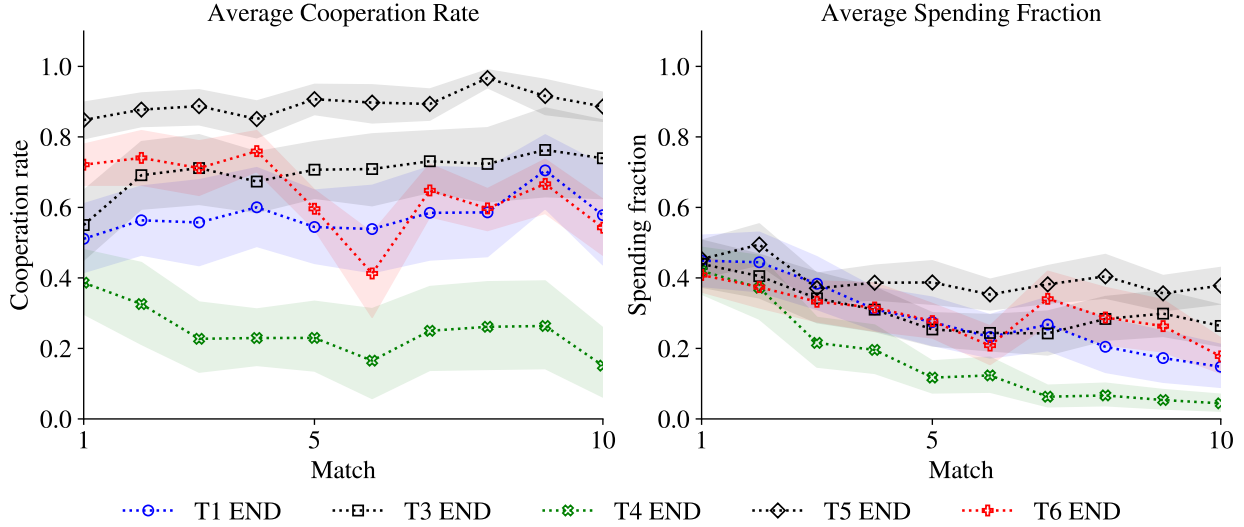 Average Cooperation Rate
Cooperation rate
1.0
0.8
0.6
0.4
0.2
0.0
1
5
10
Match
Average Spending Fraction
Spending fraction
1.0
0.8
0.6
0.4
0.2
0.0
1
5
10
Match
T1 END
T3 END
T4 END
T5 END
T6 END